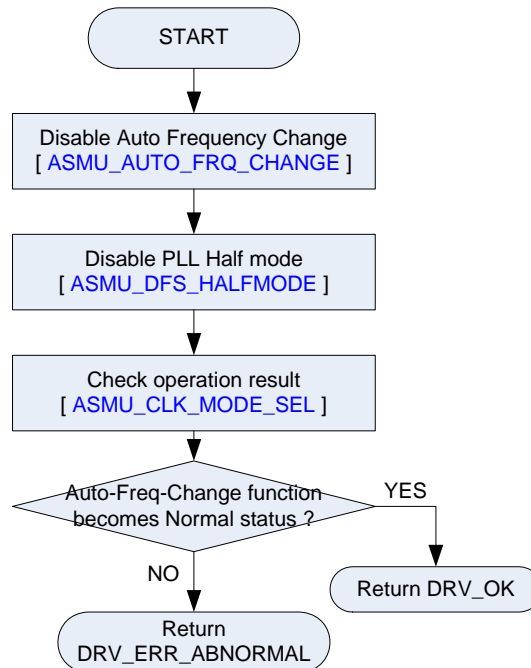 START
Disable Auto Frequency Change
[ ASMU_AUTO_FRQ_CHANGE ]
Disable PLL Half mode
[ ASMU_DFS_HALFMODE ]
Check operation result
[ ASMU_CLK_MODE_SEL ]
Auto-Freq-Change function
becomes Normal status ?
YES
NO
Return DRV_OK
Return
DRV_ERR_ABNORMAL